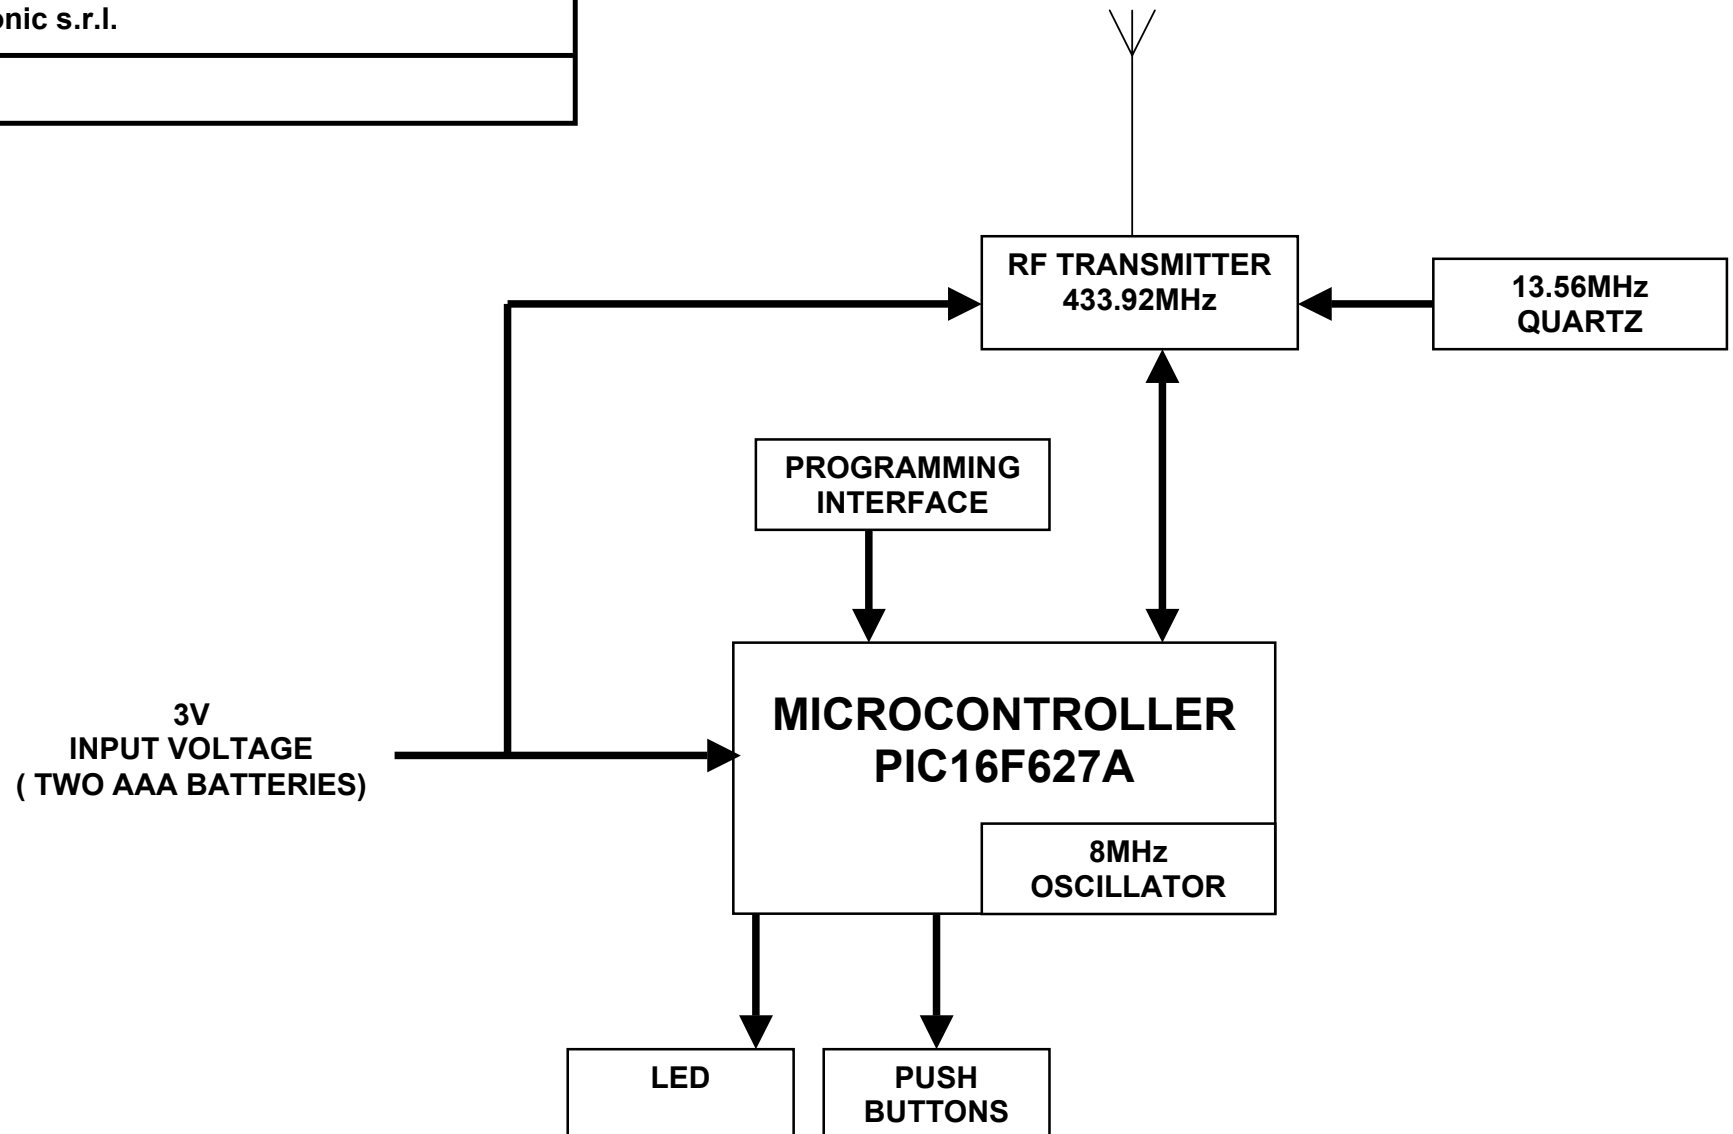 onic s.r.l.
RF TRANSMITTER
433.92MHz
13.56MHz
QUARTZ
PROGRAMMING
INTERFACE
MICROCONTROLLER
PIC16F627A
3V
INPUT VOLTAGE
( TWO AAA BATTERIES)
8MHz
OSCILLATOR
LED
PUSH
BUTTONS